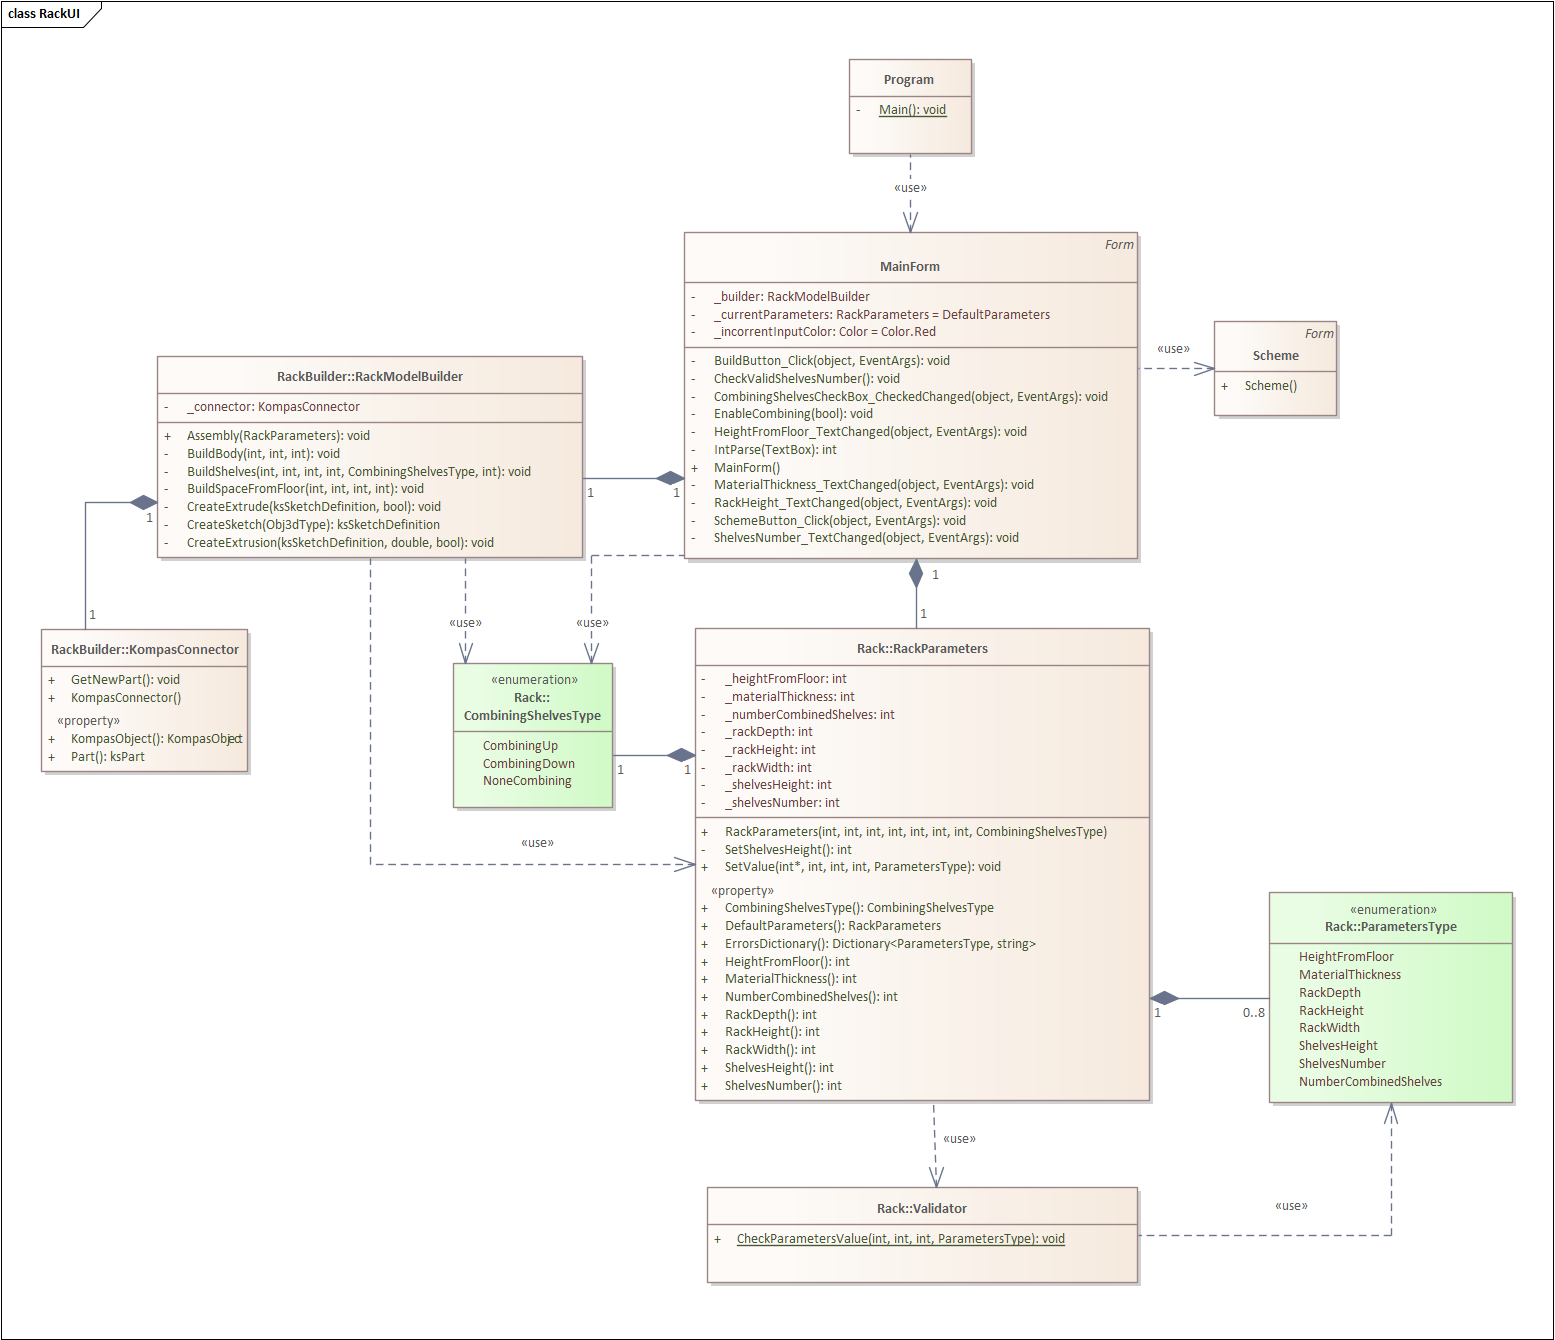 class RackUI
Program
- Main(): void
«use»
Form
MainForm
- _builder: RackModelBuilder
- _currentParameters: RackParameters = DefaultParameters
- _incorrentInputColor: Color = Color.Red
- BuildButton_Click(object, EventArgs): void
- CheckValidShelvesNumber(): void
- CombiningShelvesCheckBox_CheckedChanged(object, EventArgs): void
- EnableCombining(bool): void
- HeightFromFloor_TextChanged(object, EventArgs): void
- IntParse(TextBox): int
+ MainForm()
- MaterialThickness_TextChanged(object, EventArgs): void
- RackHeight_TextChanged(object, EventArgs): void
- SchemeButton_Click(object, EventArgs): void
- ShelvesNumber_TextChanged(object, EventArgs): void
«use»
Form
Scheme
+ Scheme()
RackBuilder::RackModelBuilder
- _connector: KompasConnector
+ Assembly(RackParameters): void
- BuildBody(int, int, int): void
- BuildShelves(int, int, int, int, CombiningShelvesType, int): void
- BuildSpaceFromFloor(int, int, int, int): void
- CreateExtrude(ksSketchDefinition, bool): void
- CreateSketch(Obj3dType): ksSketchDefinition
- CreateExtrusion(ksSketchDefinition, double, bool): void
1
1
1
1
1
1
RackBuilder::KompasConnector
+ GetNewPart(): void
+ KompasConnector()
«property»
+ KompasObject(): KompasObject
+ Part(): ksPart
«use»
«use»
«enumeration»
Rack::
CombiningShelvesType
CombiningUp
CombiningDown
NoneCombining
1
1
«use»
Rack::RackParameters
- _heightFromFloor: int
- _materialThickness: int
- _numberCombinedShelves: int
- _rackDepth: int
- _rackHeight: int
- _rackWidth: int
- _shelvesHeight: int
- _shelvesNumber: int
+ RackParameters(int, int, int, int, int, int, int, CombiningShelvesType)
- SetShelvesHeight(): int
+ SetValue(int*, int, int, int, ParametersType): void
«property»
+ CombiningShelvesType(): CombiningShelvesType
+ DefaultParameters(): RackParameters
+ ErrorsDictionary(): Dictionary<ParametersType, string>
+ HeightFromFloor(): int
+ MaterialThickness(): int
+ NumberCombinedShelves(): int
+ RackDepth(): int
+ RackHeight(): int
+ RackWidth(): int
+ ShelvesHeight(): int
+ ShelvesNumber(): int
1
0..8
«enumeration»
Rack::ParametersType
HeightFromFloor
MaterialThickness
RackDepth
RackHeight
RackWidth
ShelvesHeight
ShelvesNumber
NumberCombinedShelves
«use»
«use»
Rack::Validator
+ CheckParametersValue(int, int, int, ParametersType): void